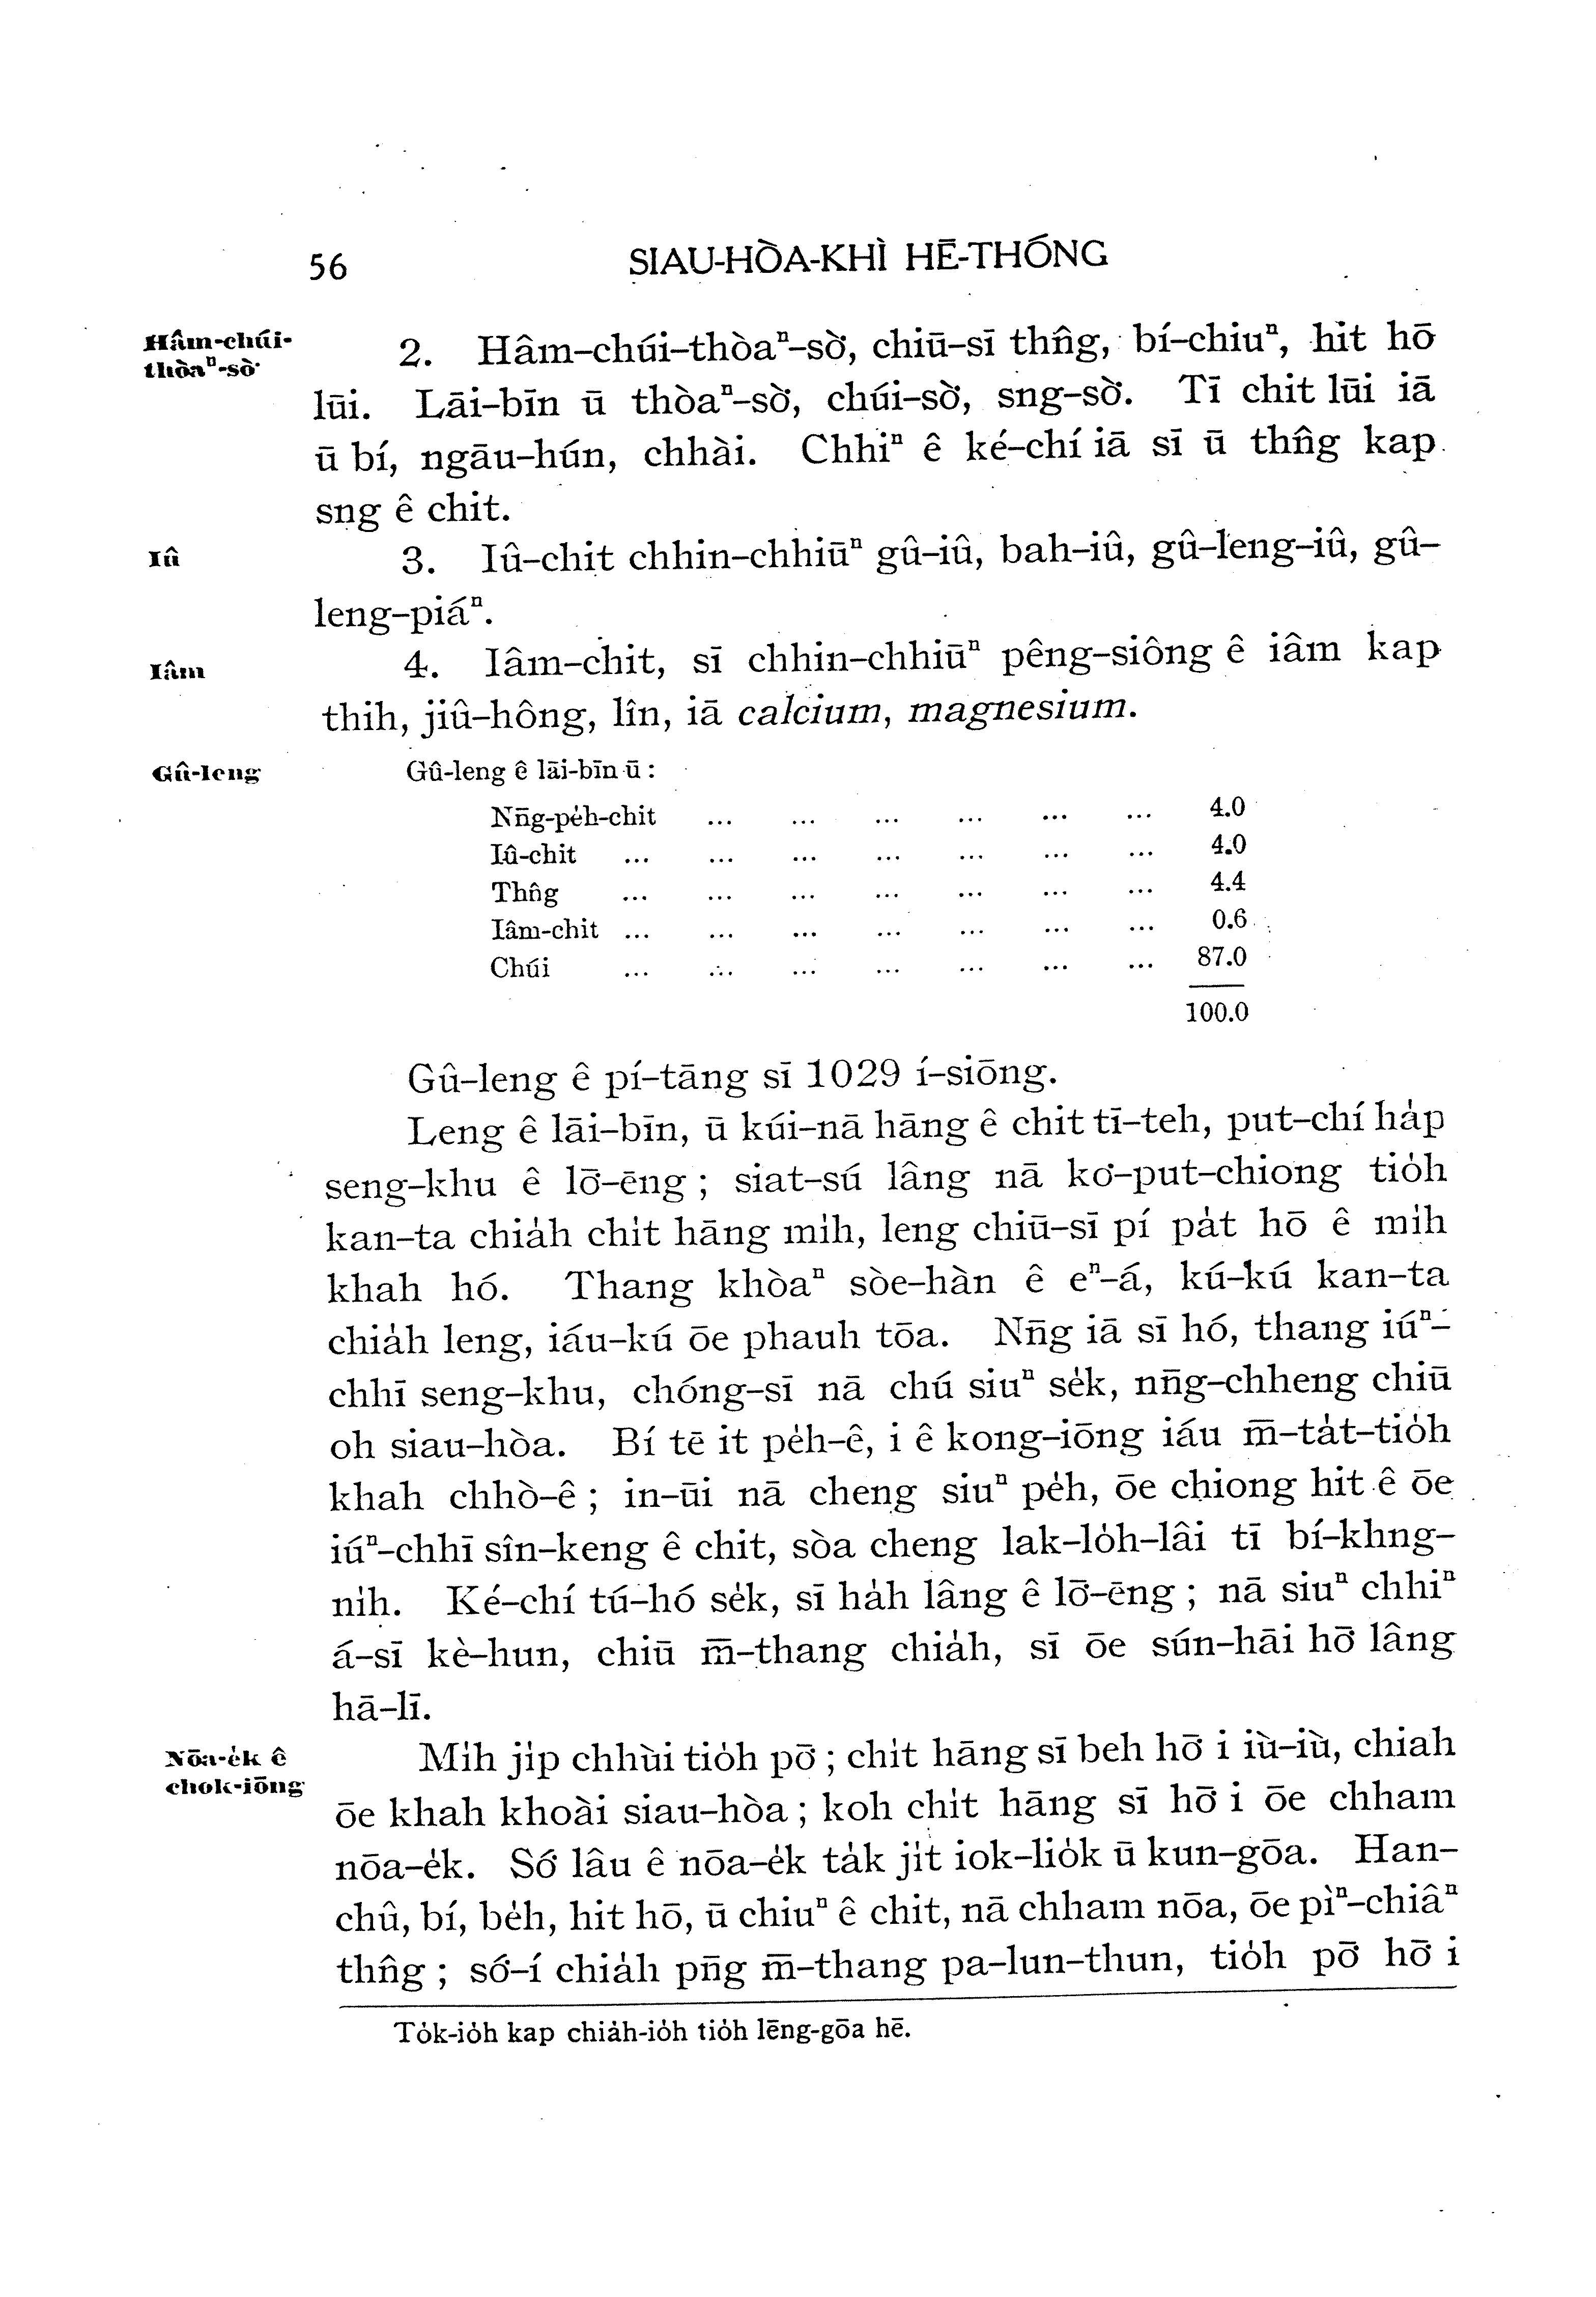 56 SIAU-HÒA-KHÌ HĒ-THÓNG
Hâm-chúi-
thòaⁿ-sò͘
2. Hâm-chúi-thòaⁿ-sò͘, chiū-sī thn̂g, bí-chiuⁿ, hit hō
lūi. Lāi-bīn ū thòaⁿ-sò͘, chúi-sò͘, sng-sò͘. Tī chit lūi iā
ū bí, ngāu-hún, chhài. Chhiⁿ ê ké-chí iā sī ū thn̂g kap
sng ê chit.
Iû
3. Iû-chit chhin-chhiūⁿ gû-iû, bah-iû, gû-leng-iû, gû-
leng-piáⁿ.
Iâm
4. Iâm-chit, sī chhin-chhiūⁿ pêng-siông ê iâm kap
thih, jiû-hông, lîn, iā calcium, magnesium.
Gû-leng
Gû-leng ê lāi-bīn ū :
Nn̄g-pe̍h-chit ... ... ... ... ... ... 4.0
Iû-chit ... ... ... ... ... ... ... 4.0
Thn̂g ... ... ... ... ... ... ... 4.4
Iâm-chit ... ... ... ... ... ... ... 0.6
Chúi ... ... ... ... ... ... ... 87.0
100.0
Gû-leng ê pí-tāng sī 1029 í-siōng.
Leng ê lāi-bīn, ū kúi-nā hāng ê chit tī-teh, put-chí ha̍p
seng-khu ê lō͘-ēng ; siat-sú lâng nā ko͘-put-chiong tio̍h
kan-ta chia̍h chi̍t hāng mi̍h, leng chiū-sī pí pa̍t hō ê mi̍h
khah hó. Thang khòaⁿ sòe-hàn ê eⁿ-á, kú-kú kan-ta
chia̍h leng, iáu-kú ōe phauh tōa. Nn̄g iā sī hó, thang iúⁿ-
chhī seng-khu, chóng-sī nā chú siuⁿ se̍k, nn̄g-chheng chiū
oh siau-hòa. Bí tē it pe̍h-ê, i ê kong-iōng iáu m̄-ta̍t-tio̍h
khah chhò-ê ; in-ūi nā cheng siuⁿ pe̍h, ōe chiong hit ê ōe
iúⁿ-chhī sîn-keng ê chit, sòa cheng lak-lo̍h-lâi tī bí-khng-
ni̍h. Ké-chí tú-hó se̍k, sī ha̍h lâng ê lō͘-ēng ; nā siuⁿ chhiⁿ
á-sī kè-hun, chiū m̄-thang chia̍h, sī ōe sún-hāi hō͘ lâng
hā-lī.
Nōa-e̍k ê
chok-iōng
Mi̍h ji̍p chhùi tio̍h pō͘ ; chi̍t hāng sī beh hō͘ i iù-iù, chiah
ōe khah khoài siau-hòa ; koh chi̍t hāng sī hō͘ i ōe chham
nōa-e̍k. Só͘ lâu ê nōa-e̍k ta̍k ji̍t iok-lio̍k ū kun-gōa. Han-
chû, bí, be̍h, hit hō, ū chiuⁿ ê chit, nā chham nōa, ōe pìⁿ-chiâⁿ
thn̂g ; só͘-í chia̍h pn̄g m̄-thang pa-lun-thun, tio̍h pō͘ hō͘ i
To̍k-io̍h kap chia̍h-io̍h tio̍h lēng-gōa hē.